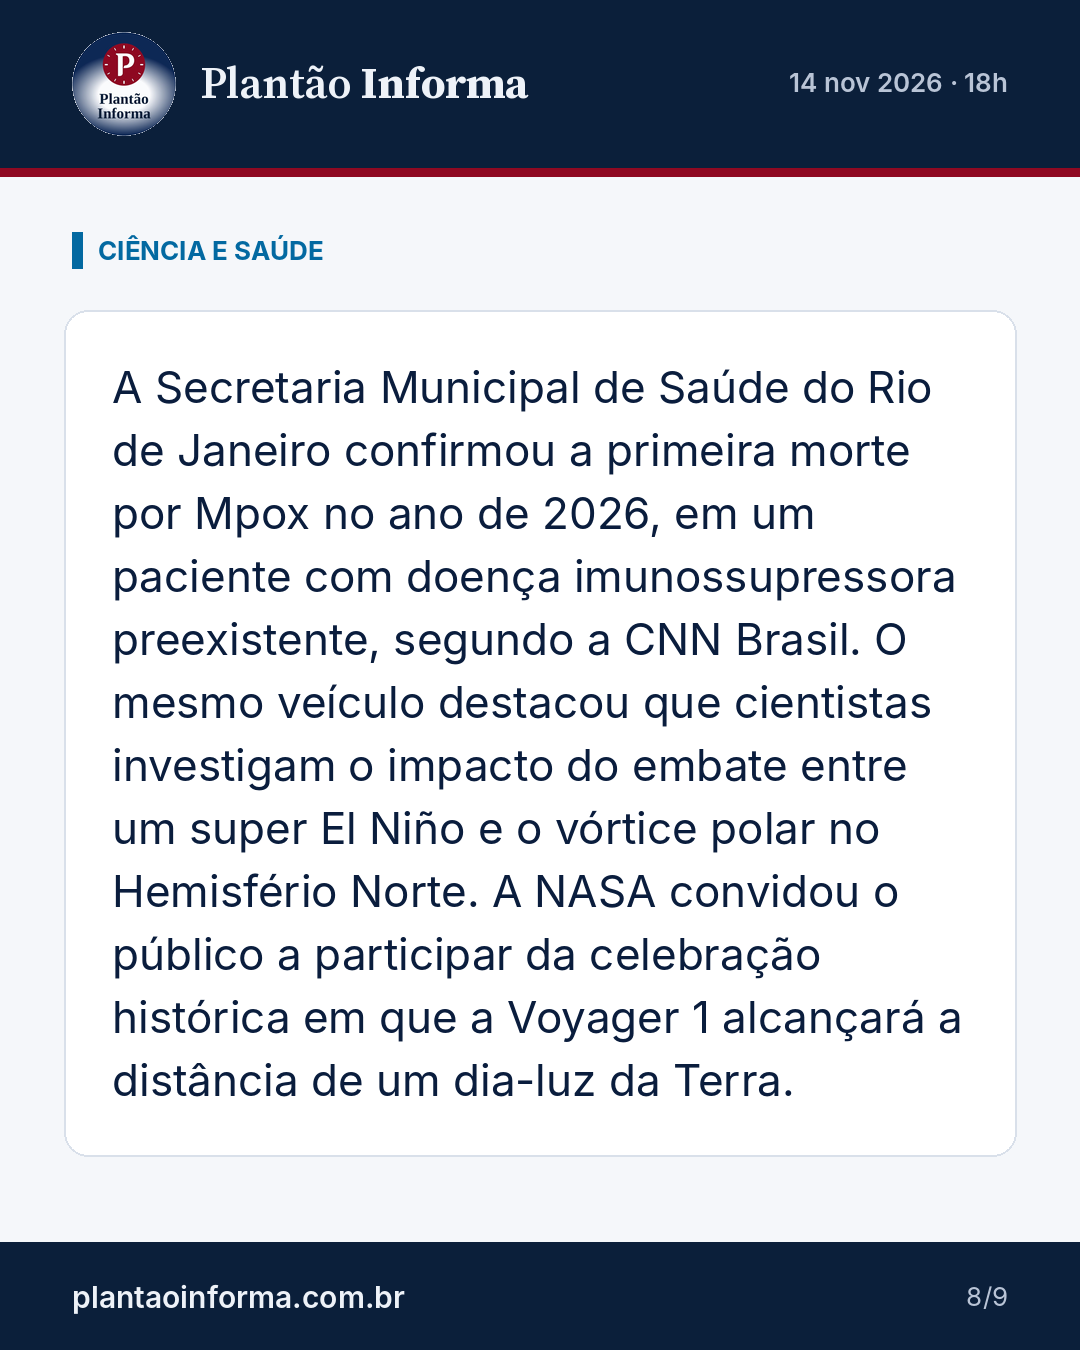 P
Plantão
Informa
Plantão Informa
14 nov 2026 · 18h
CIÊNCIA E SAÚDE
A Secretaria Municipal de Saúde do Rio
de Janeiro confirmou a primeira morte
por Mpox no ano de 2026, em um
paciente com doença imunossupressora
preexistente, segundo a CNN Brasil. O
mesmo veículo destacou que cientistas
investigam o impacto do embate entre
um super El Niño e o vórtice polar no
Hemisfério Norte. A NASA convidou o
público a participar da celebração
histórica em que a Voyager 1 alcançará a
distância de um dia-luz da Terra.
plantaoinforma.com.br
8/9